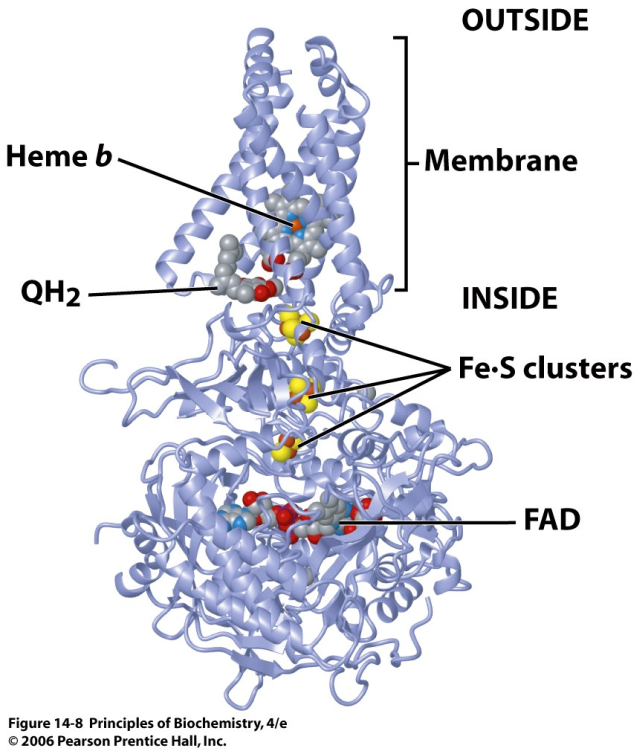 OUTSIDE
Heme b
Membrane
QH2
INSIDE
Fe·S clusters
FAD
Figure 14-8 Principles of Biochemistry, 4/e
© 2006 Pearson Prentice Hall, Inc.